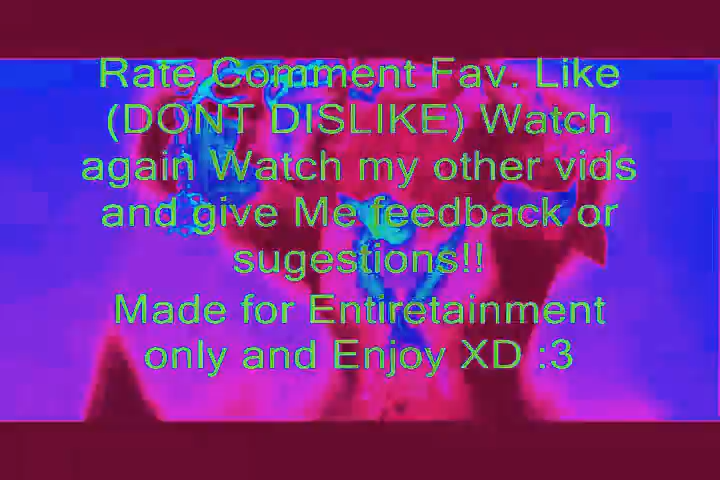 Rate Comment Fav. Like
(DONT DISLIKE) Watch
again Watch my other vids
and give Me feedback or
sugestions!!
Made for Entiretainment
only and Enjoy XD :3